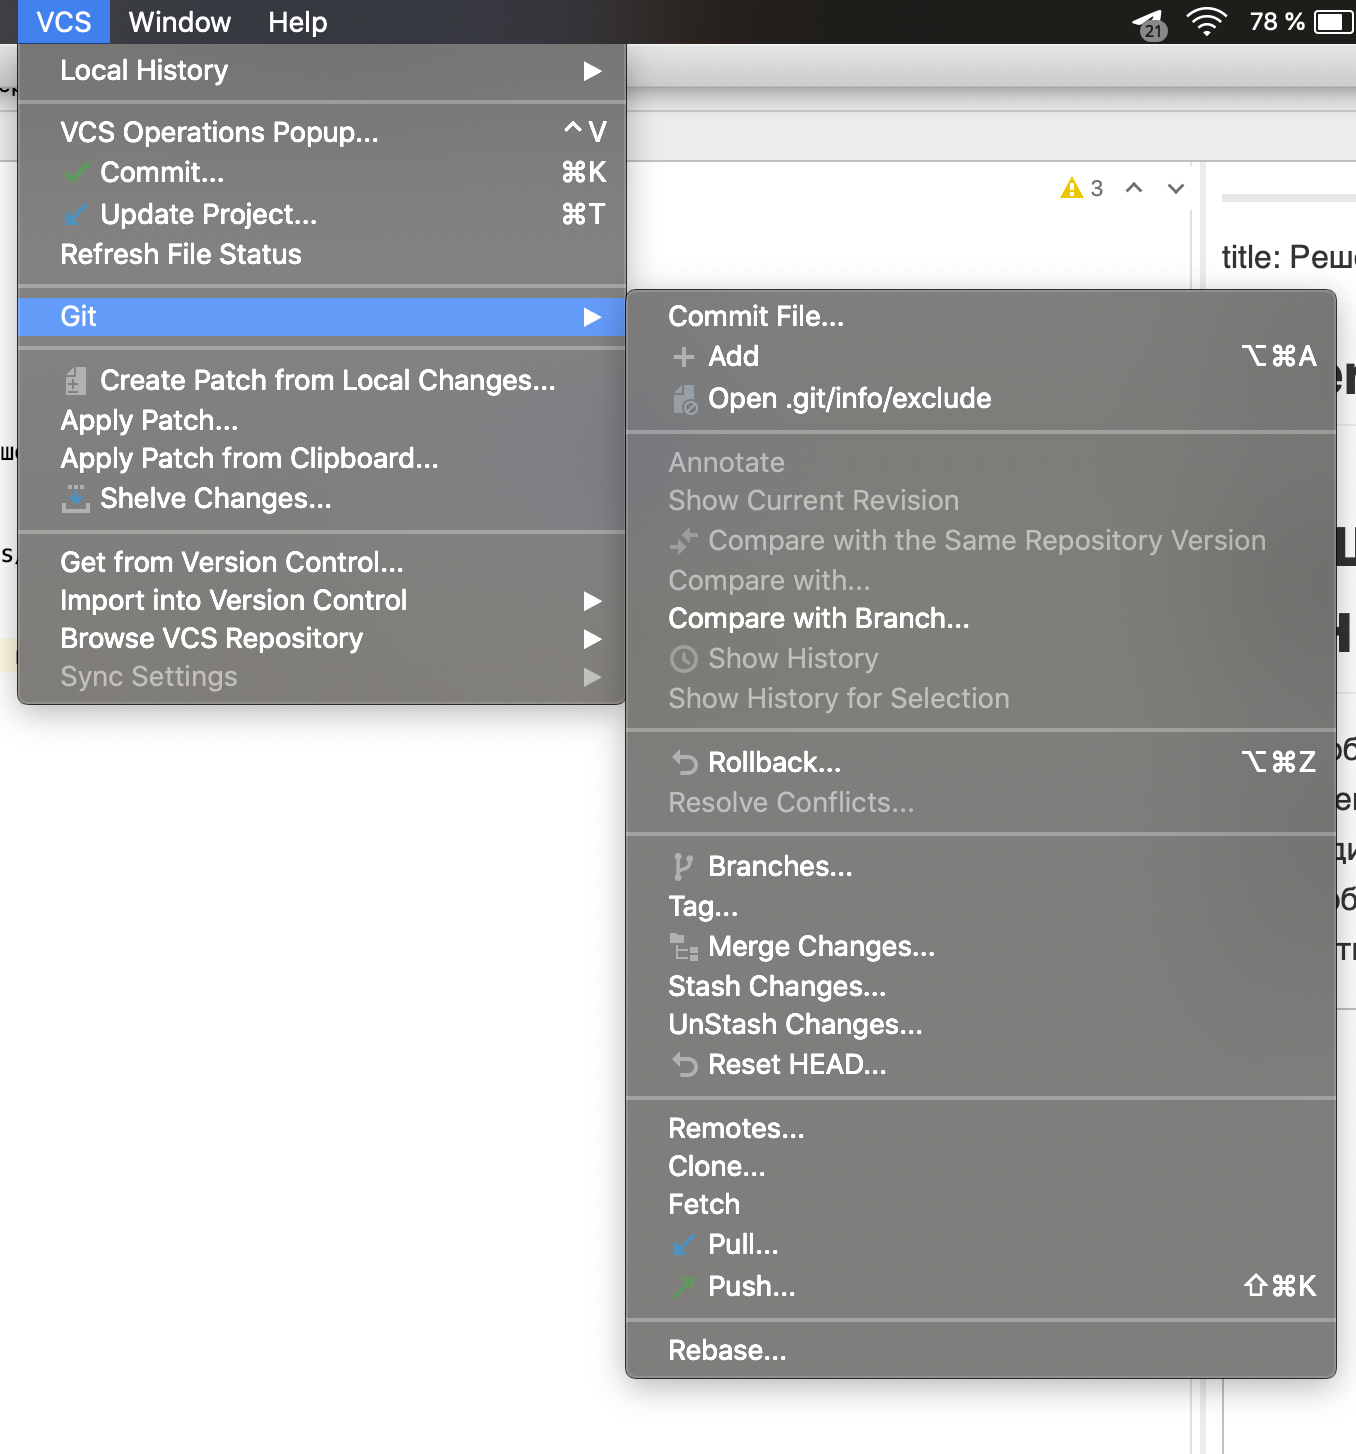 VCS Window Help 21 78 %
Local History
VCS Operations Popup... ^V
Commit... ⌘K
Update Project... ⌘T
Refresh File Status
Git
Create Patch from Local Changes...
Apply Patch...
Apply Patch from Clipboard...
Shelve Changes...
Get from Version Control...
Import into Version Control
Browse VCS Repository
Sync Settings
3
title:
Commit File...
Add ⌥⌘A
Open .git/info/exclude
Annotate
Show Current Revision
Compare with the Same Repository Version
Compare with...
Compare with Branch...
Show History
Show History for Selection
Rollback... ⌥⌘Z
Resolve Conflicts...
Branches...
Tag...
Merge Changes...
Stash Changes...
UnStash Changes...
Reset HEAD...
Remotes...
Clone...
Fetch
Pull...
Push... ⇧⌘K
Rebase...